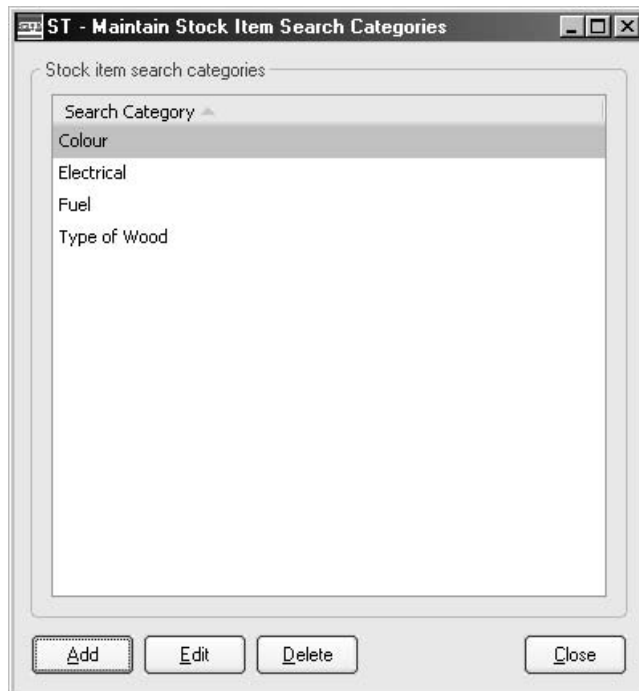 ST - Maintain Stock Item Search Categories
Stock item search categories
Search Category
Colour
Electrical
Fuel
Type of Wood
Add Edit Delete Close